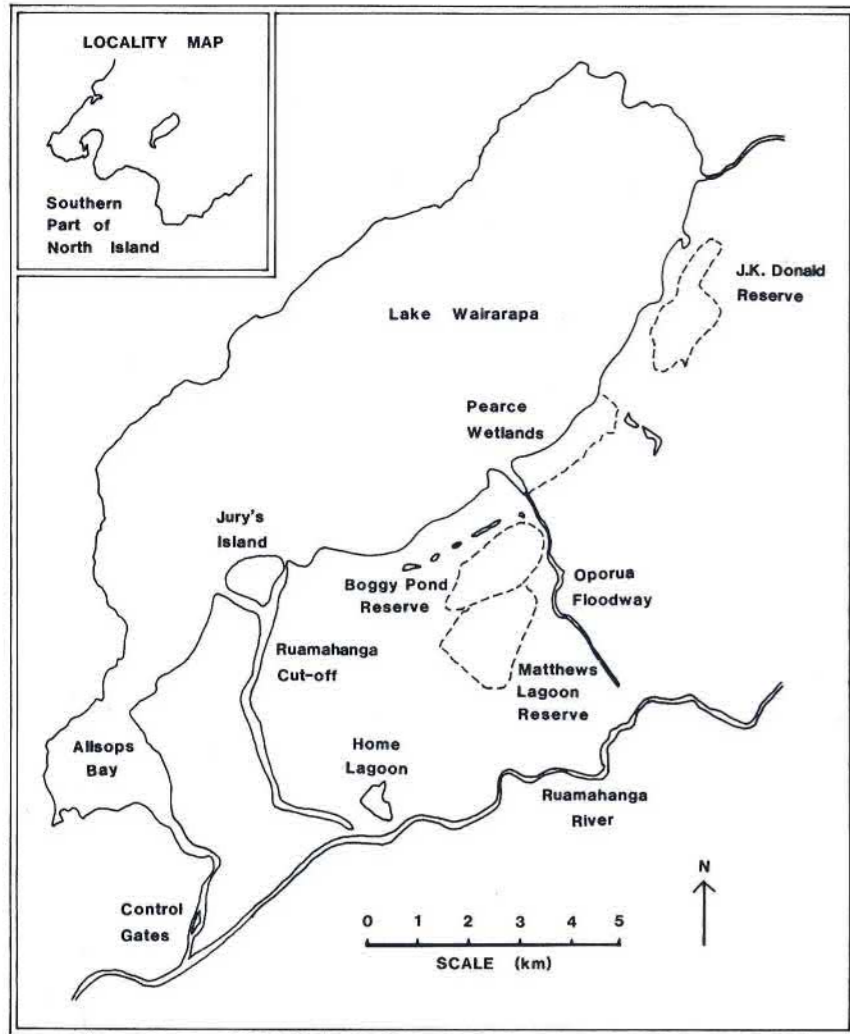 LOCALITY MAP
Southern
Part of
North Island
J.K. Donald
Reserve
Lake Wairarapa
Pearce
Wetlands
Jury's
Island
Boggy Pond
Reserve
Oporua
Floodway
Ruamahanga
Cut-off
Matthews
Lagoon
Reserve
Allsops
Bay
Home
Lagoon
Ruamahanga
River
N
Control
Gates
0 1 2 3 4 5
SCALE (km)